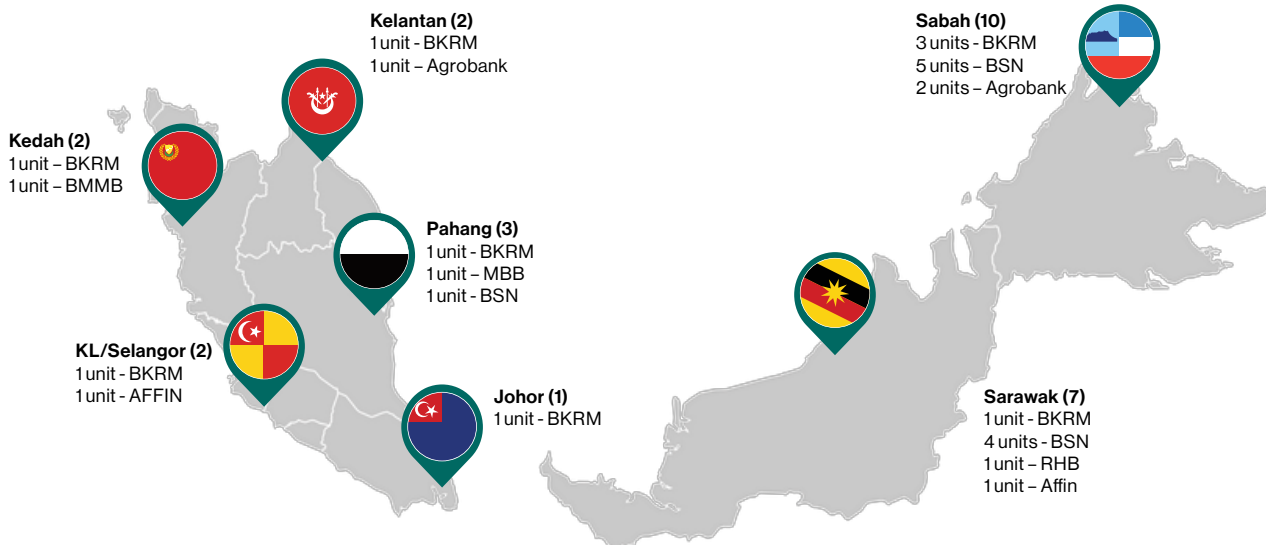 Kelantan (2)
1 unit - BKRM
1 unit – Agrobank
Sabah (10)
3 units - BKRM
5 units – BSN
2 units – Agrobank
Kedah (2)
1 unit – BKRM
1 unit – BMMB
Pahang (3)
1 unit - BKRM
1 unit – MBB
1 unit - BSN
KL/Selangor (2)
1 unit - BKRM
1 unit - AFFIN
Johor (1)
1 unit - BKRM
Sarawak (7)
1 unit - BKRM
4 units - BSN
1 unit – RHB
1 unit – Affin